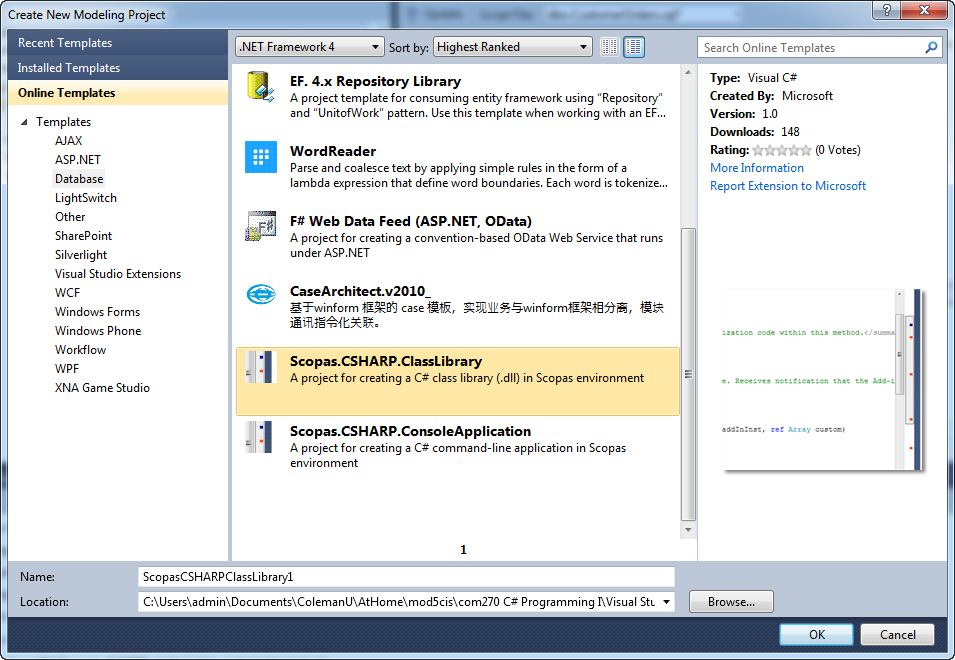 Create New Modeling Project
?
Recent Templates
Installed Templates
Online Templates
Templates
AJAX
ASP.NET
Database
LightSwitch
Other
SharePoint
Silverlight
Visual Studio Extensions
WCF
Windows Forms
Windows Phone
Workflow
WPF
XNA Game Studio
.NET Framework 4
Sort by:
Highest Ranked
EF. 4.x Repository Library
A project template for consuming entity framework using “Repository”
and “UnitofWork” pattern. Use this template when working with an EF...
WordReader
Parse and coalesce text by applying simple rules in the form of a
lambda expression that define word boundaries. Each word is tokenize...
F# Web Data Feed (ASP.NET, OData)
A project for creating a convention-based OData Web Service that runs
under ASP.NET
CaseArchitect.v2010_
基于winform 框架的 case 模板，实现业务与winform框架相分离，模块
通讯指令化关联。
Scopas.CSHARP.ClassLibrary
A project for creating a C# class library (.dll) in Scopas environment
Scopas.CSHARP.ConsoleApplication
A project for creating a C# command-line application in Scopas
environment
1
Search Online Templates
Type: Visual C#
Created By: Microsoft
Version: 1.0
Downloads: 148
Rating: (0 Votes)
More Information
Report Extension to Microsoft
ization code within this method.</summa
e. Receives notification that the Add-i
addInInst, ref Array custom)
Name:
ScopasCSHARPClassLibrary1
Location:
C:\Users\admin\Documents\ColemanU\AtHome\mod5cis\com270 C# Programming I\Visual Stu
Browse...
OK
Cancel